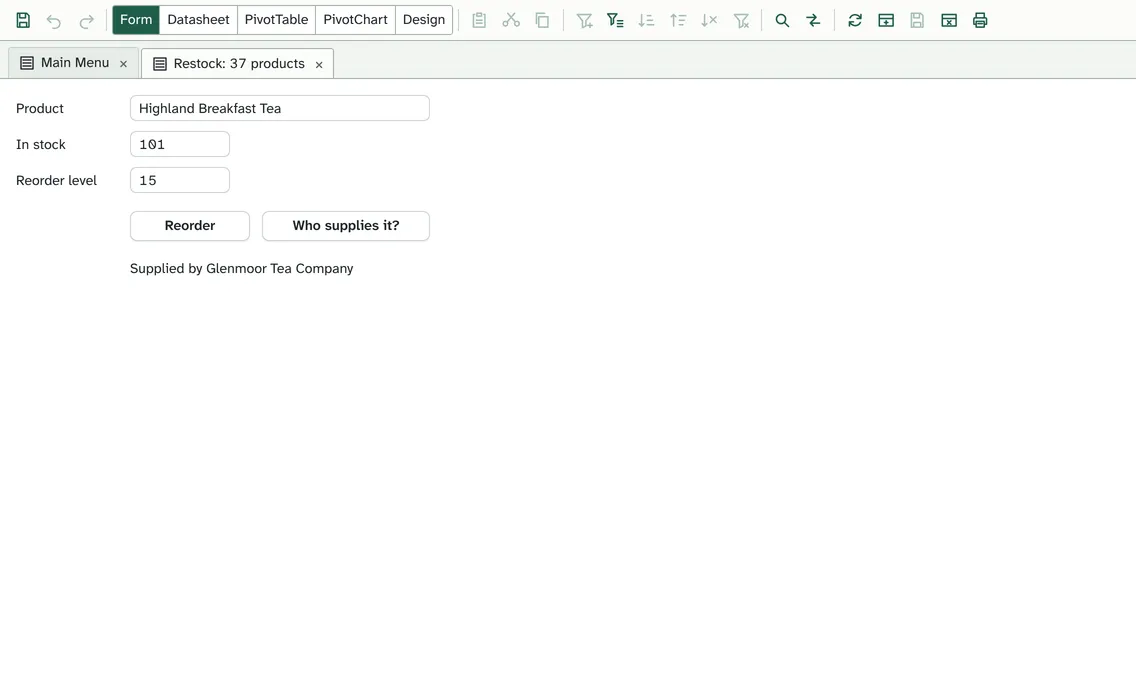 Form Datasheet PivotTable PivotChart Design
Main Menu × Restock: 37 products ×
Product Highland Breakfast Tea
In stock 101
Reorder level 15
Reorder Who supplies it?
Supplied by Glenmoor Tea Company